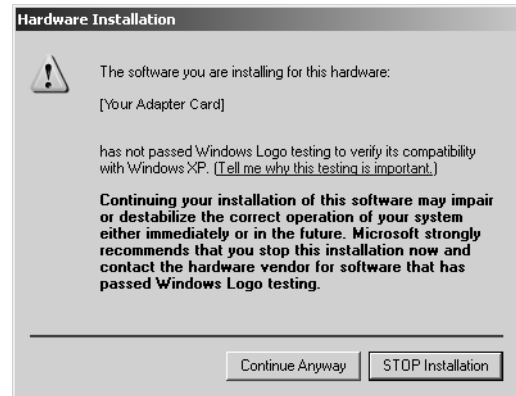 Hardware Installation
The software you are installing for this hardware:
[Your Adapter Card]
has not passed Windows Logo testing to verify its compatibility
with Windows XP. (Tell me why this testing is important.)
Continuing your installation of this software may impair
or destabilize the correct operation of your system
either immediately or in the future. Microsoft strongly
recommends that you stop this installation now and
contact the hardware vendor for software that has
passed Windows Logo testing.
Continue Anyway
STOP Installation